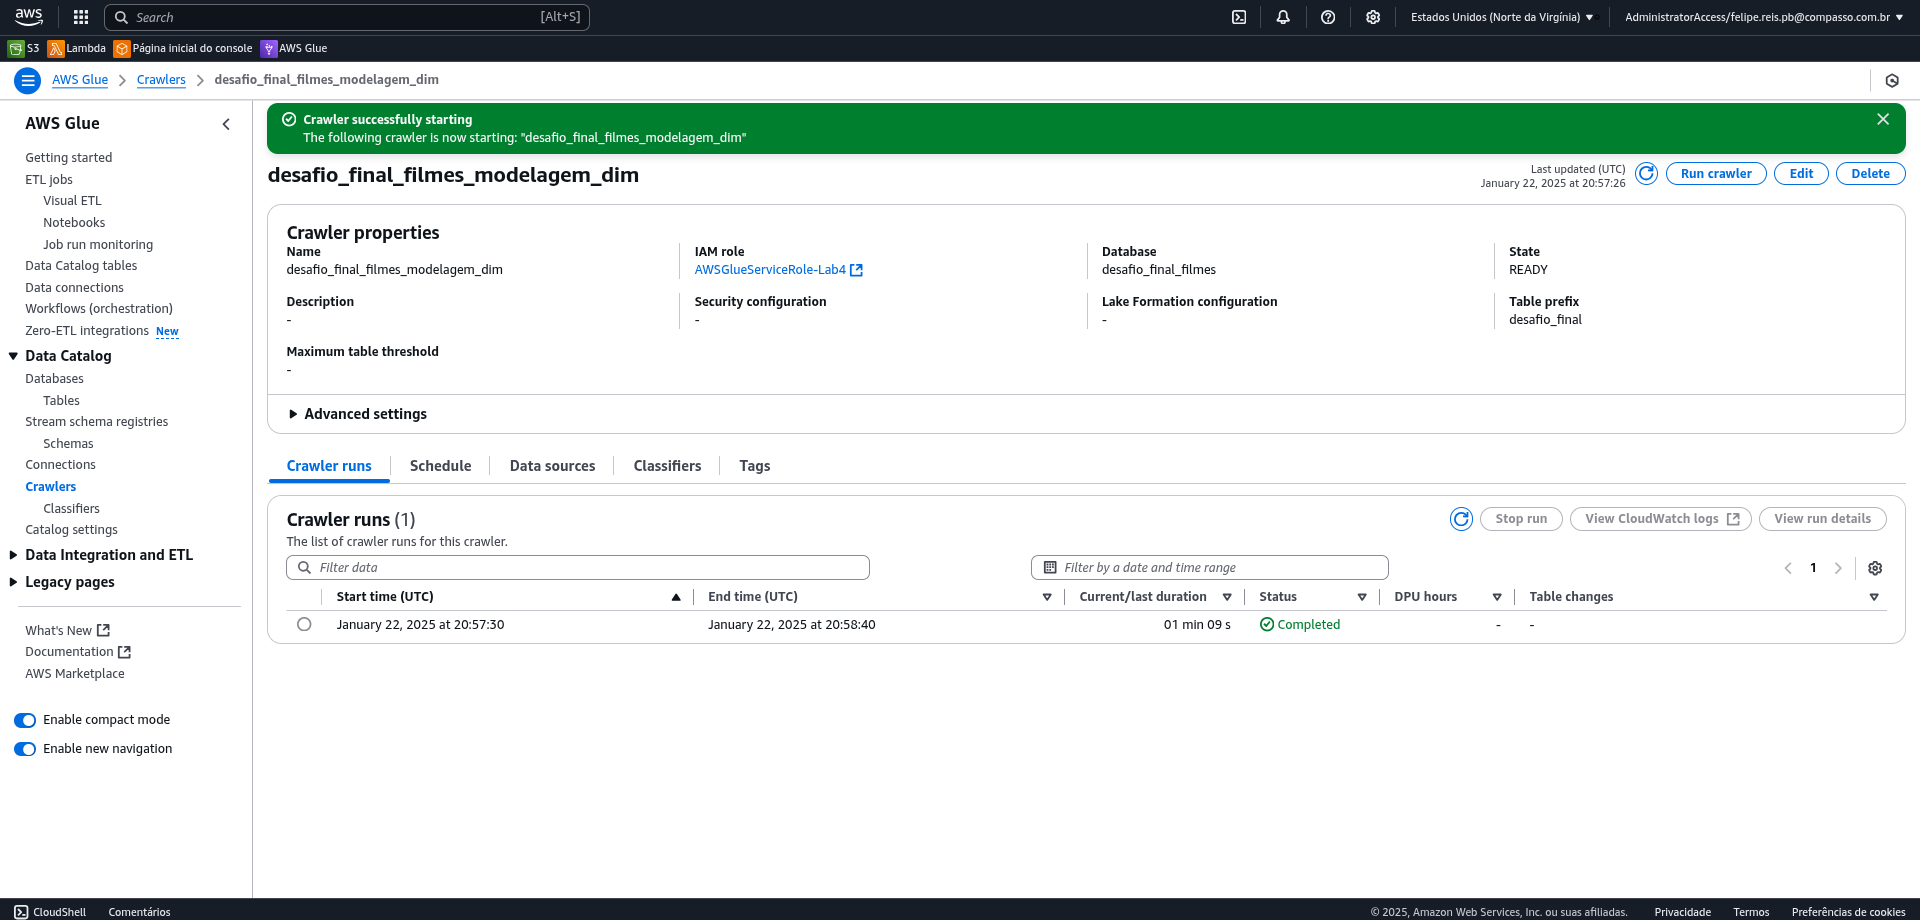 aws
Search
[Alt+S]
Estados Unidos (Norte da Virgínia)
AdministratorAccess/felipe.reis.pb@compasso.com.br
S3
Lambda
Página inicial do console
AWS Glue
AWS Glue
Crawlers
desafio_final_filmes_modelagem_dim
AWS Glue
Getting started
ETL jobs
Visual ETL
Notebooks
Job run monitoring
Data Catalog tables
Data connections
Workflows (orchestration)
Zero-ETL integrations New
Data Catalog
Databases
Tables
Stream schema registries
Schemas
Connections
Crawlers
Classifiers
Catalog settings
Data Integration and ETL
Legacy pages
What's New
Documentation
AWS Marketplace
Enable compact mode
Enable new navigation
Crawler successfully starting
The following crawler is now starting: "desafio_final_filmes_modelagem_dim"
desafio_final_filmes_modelagem_dim
Last updated (UTC)
January 22, 2025 at 20:57:26
Run crawler
Edit
Delete
Crawler properties
Name
desafio_final_filmes_modelagem_dim
IAM role
AWSGlueServiceRole-Lab4
Database
desafio_final_filmes
State
READY
Description
-
Security configuration
-
Lake Formation configuration
-
Table prefix
desafio_final
Maximum table threshold
-
Advanced settings
Crawler runs
Schedule
Data sources
Classifiers
Tags
Crawler runs (1)
The list of crawler runs for this crawler.
Stop run
View CloudWatch logs
View run details
Filter data
Filter by a date and time range
1
Start time (UTC)
End time (UTC)
Current/last duration
Status
DPU hours
Table changes
January 22, 2025 at 20:57:30
January 22, 2025 at 20:58:40
01 min 09 s
Completed
-
-
CloudShell
Comentários
© 2025, Amazon Web Services, Inc. ou suas afiliadas.
Privacidade
Termos
Preferências de cookies